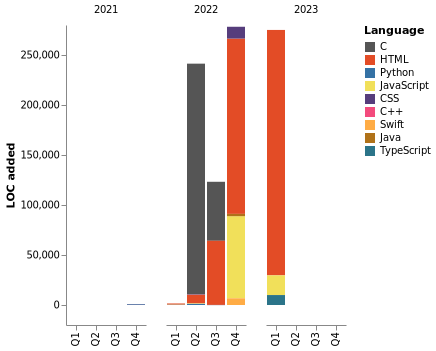 2021 2022 2023
Language
C
HTML
Python
JavaScript
CSS
C++
Swift
Java
TypeScript
LOC added
250,000
200,000
150,000
100,000
50,000
0
Q1 Q2 Q3 Q4 Q1 Q2 Q3 Q4 Q1 Q2 Q3 Q4